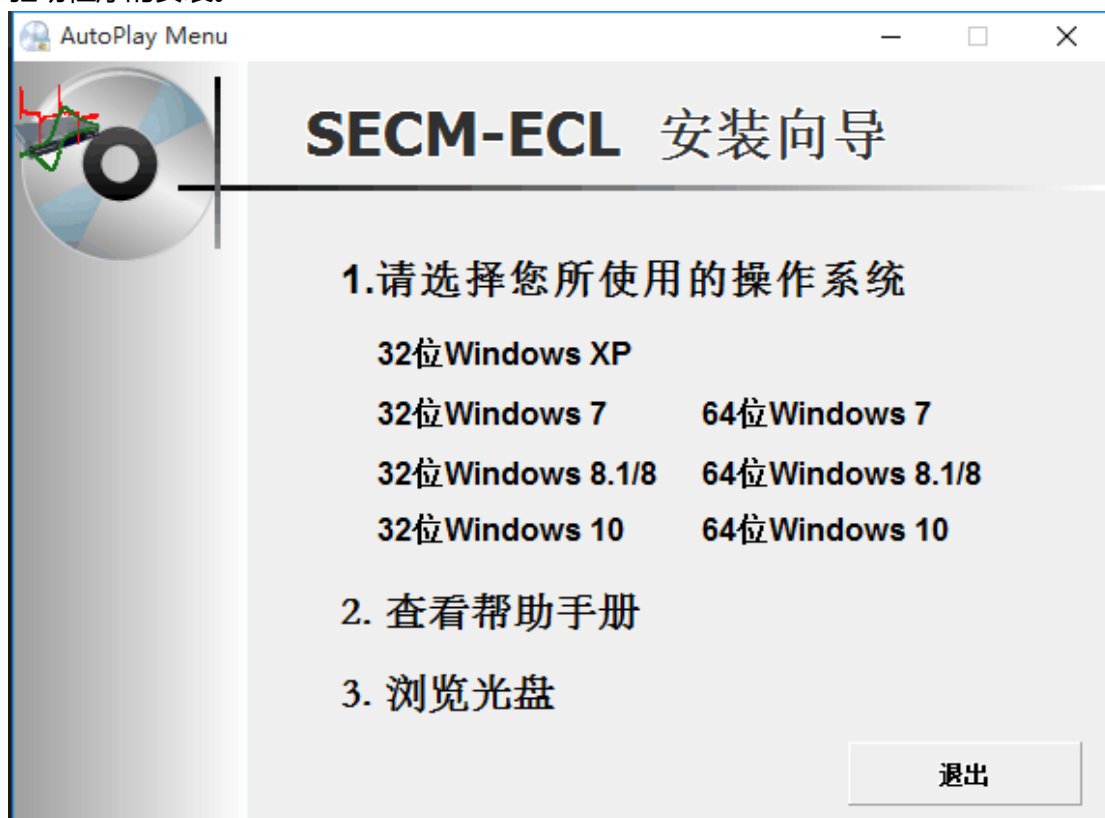 AutoPlay Menu
SECM-ECL 安装向导
1.请选择您所使用的操作系统
32位Windows XP
32位Windows 7 64位Windows 7
32位Windows 8.1/8 64位Windows 8.1/8
32位Windows 10 64位Windows 10
2. 查看帮助手册
3. 浏览光盘
退出